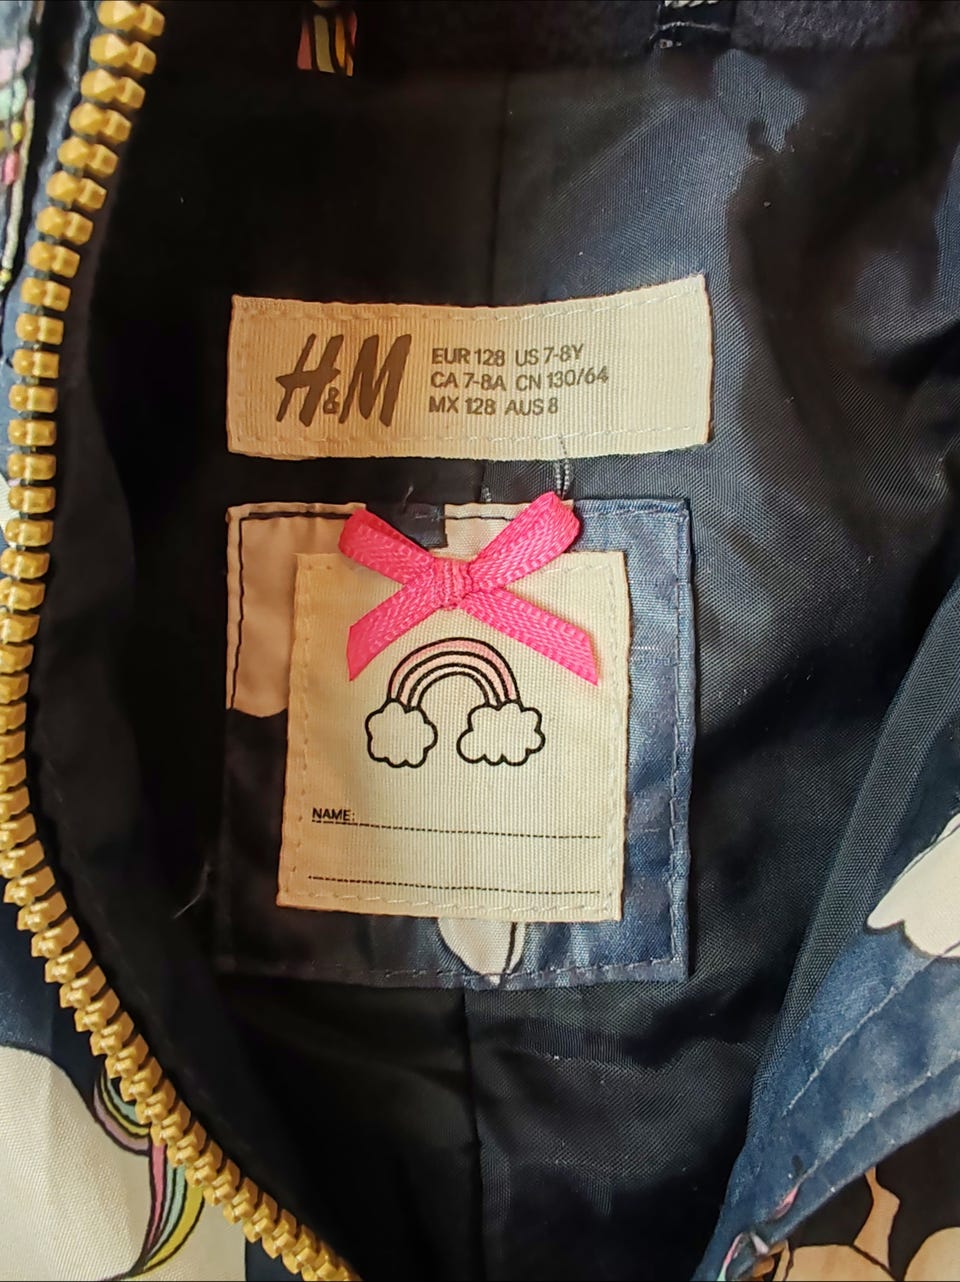 H&M
EUR 128 US 7-8Y
CA 7-8A CN 130/64
MX 128 AUS 8
NAME: